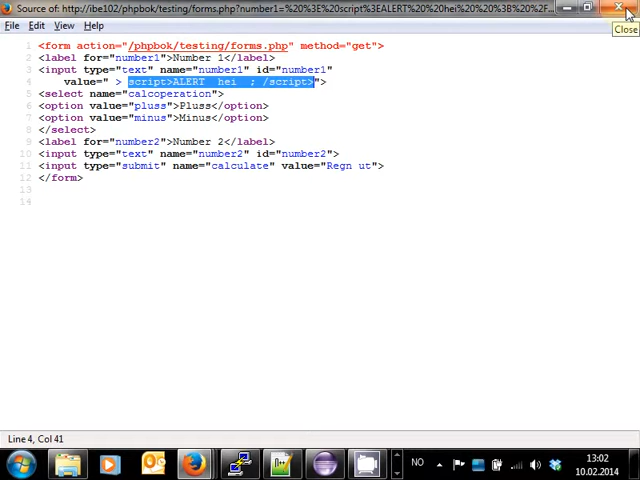 Source of: http://ibe102/phpbok/testing/forms.php?number1=%20%3E%20script%3EALERT%20%20hei%20%20%3B%20%2F...
Close
File Edit View Help
1 <form action="/phpbok/testing/forms.php" method="get">
2 <label for="number1">Number 1</label>
3 <input type="text" name="number1" id="number1"
4 value=" > script>ALERT hei ; /script>">
5 <select name="calcoperation">
6 <option value="pluss">Pluss</option>
7 <option value="minus">Minus</option>
8 </select>
9 <label for="number2">Number 2</label>
10 <input type="text" name="number2" id="number2">
11 <input type="submit" name="calculate" value="Regn ut">
12 </form>
13
14
Line 4, Col 41
NO
13:02
10.02.2014